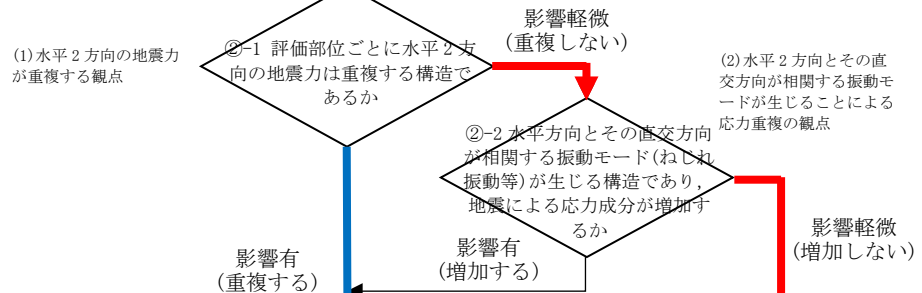 (1)水平2方向の地震力
が重複する観点
②-1 評価部位ごとに水平2方
向の地震力は重複する構造で
あるか
影響軽微
(重複しない)
(2)水平2方向とその直
交方向が相関する振動モ
ードが生じることによる
応力重複の観点
②-2 水平方向とその直交方向
が相関する振動モード(ねじれ
振動等)が生じる構造であり,
地震による応力成分が増加す
るか
影響有
(重複する)
影響有
(増加する)
影響軽微
(増加しない)